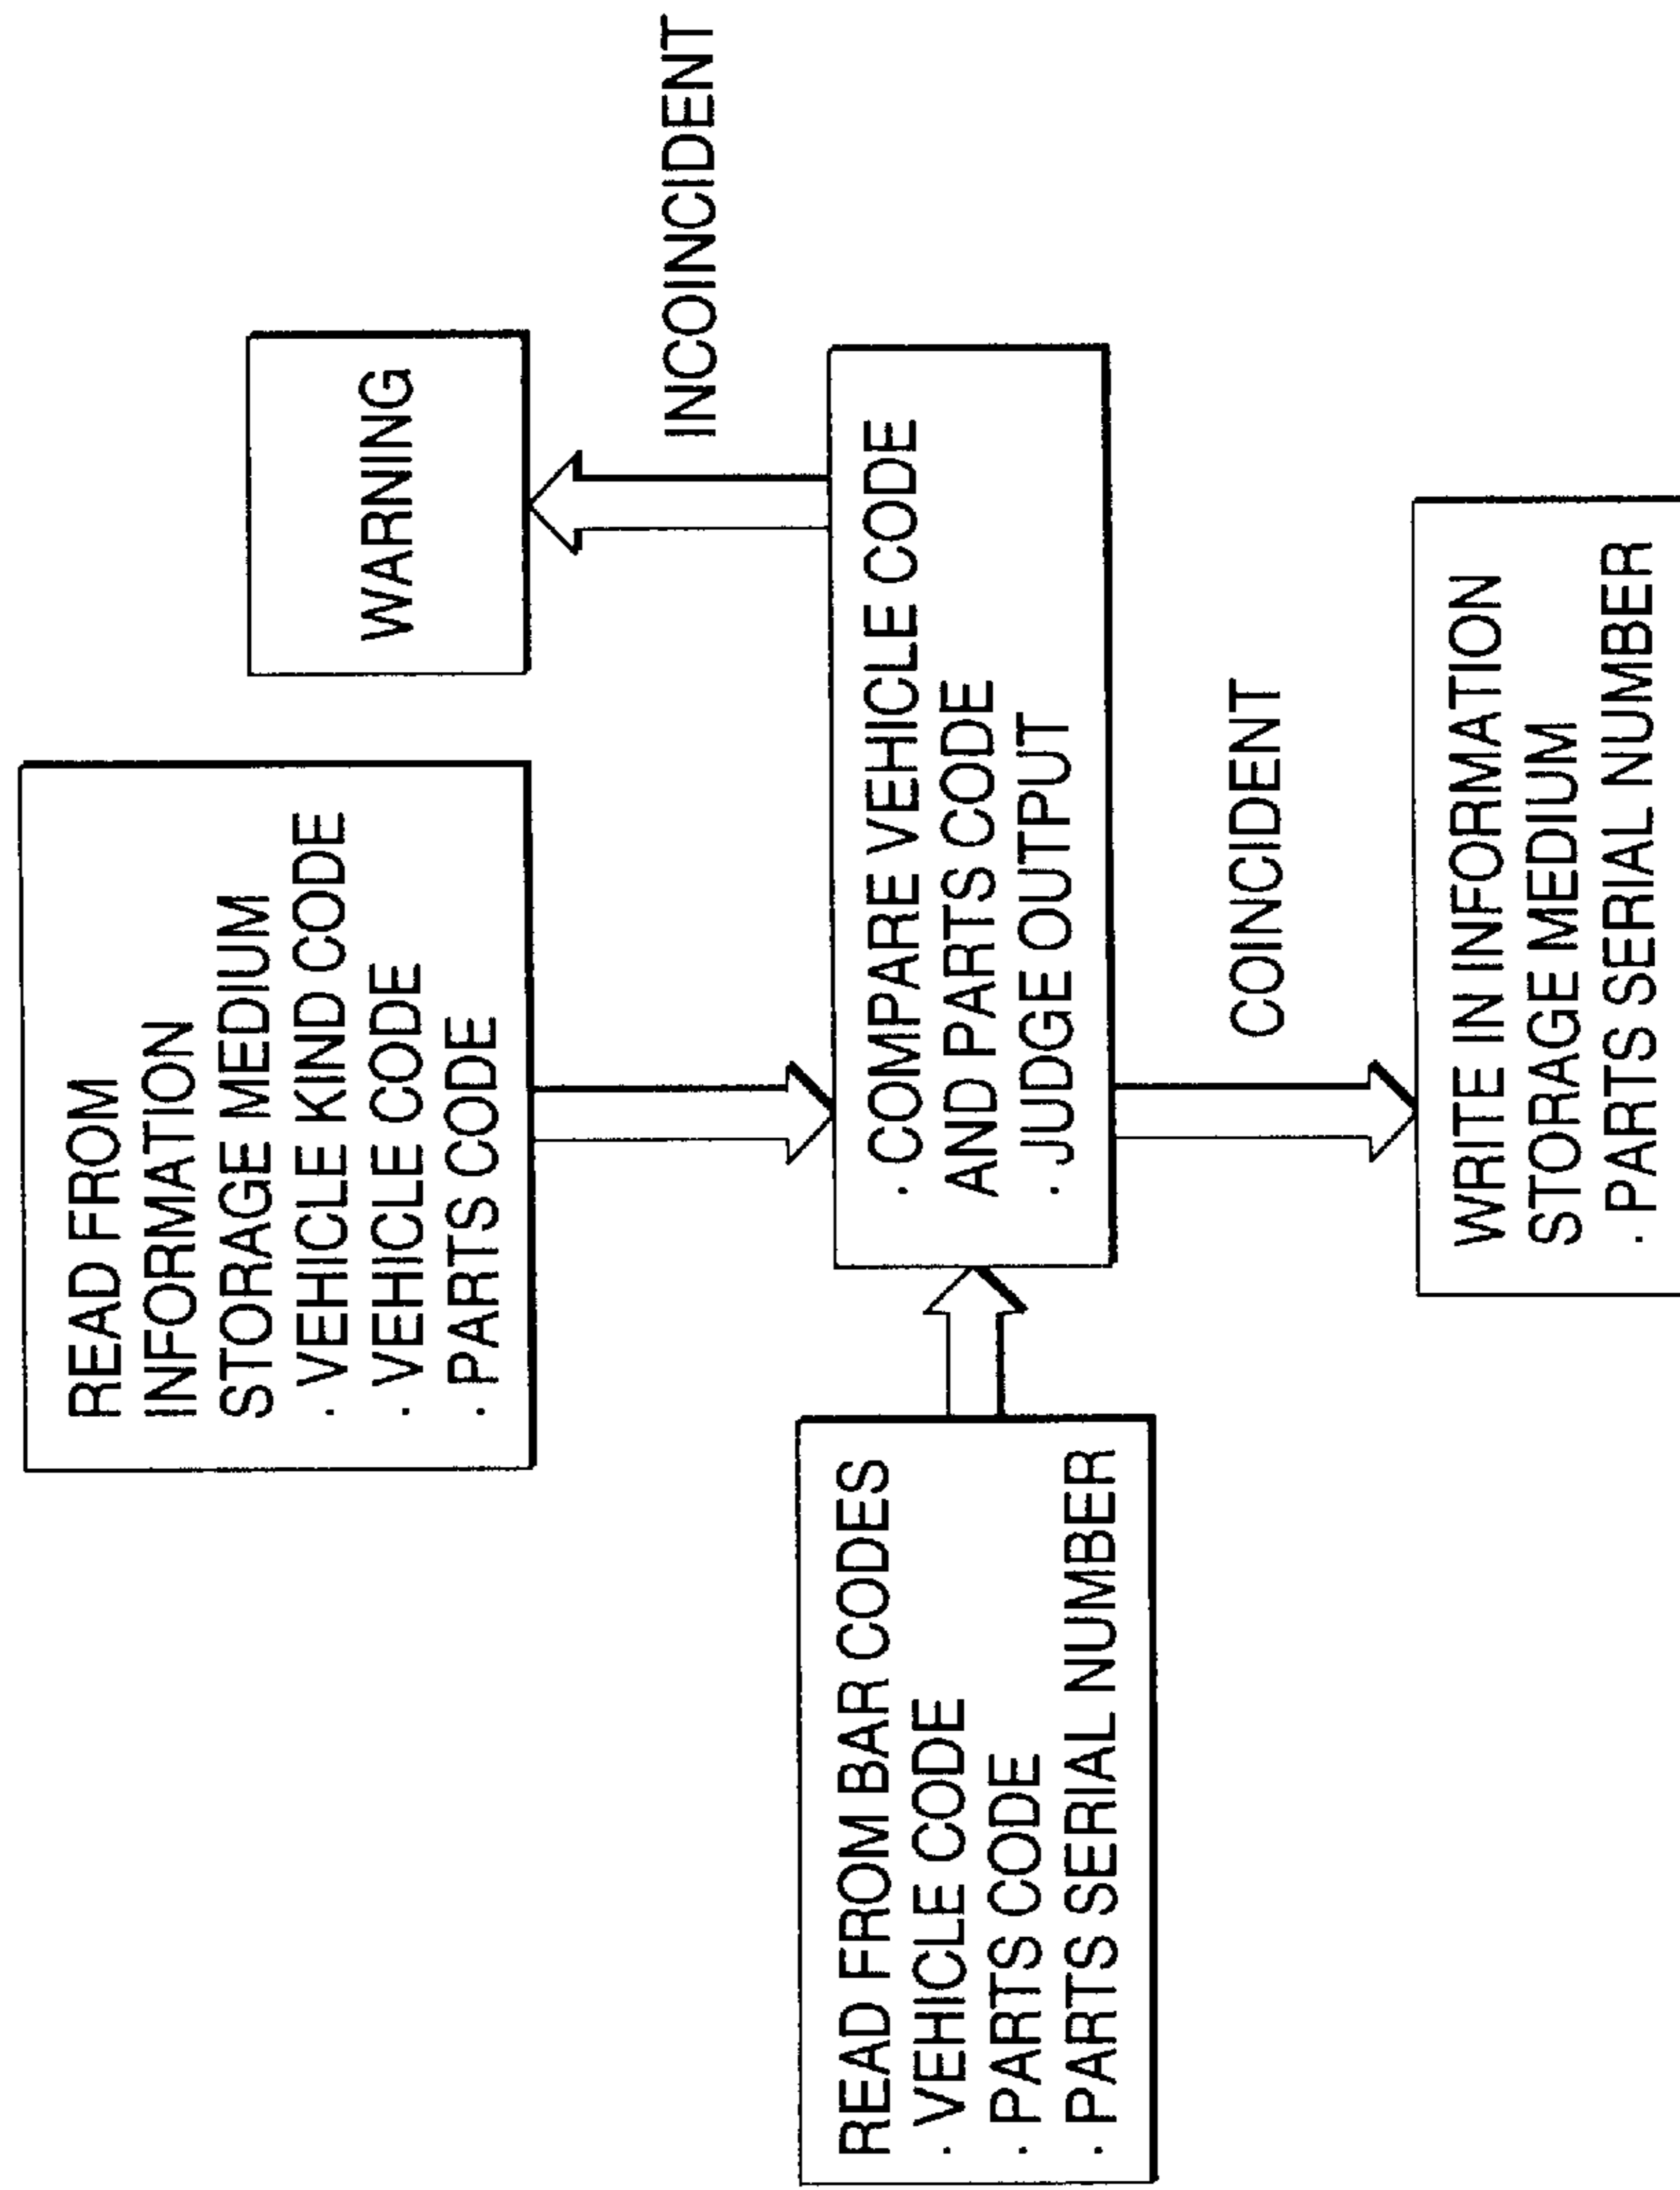 READ FROM
INFORMATION
STORAGE MEDIUM
· VEHICLE KIND CODE
· VEHICLE CODE
· PARTS CODE
WARNING
INCOINCIDENT
READ FROM BAR CODES
· VEHICLE CODE
· PARTS CODE
· PARTS SERIAL NUMBER
· COMPARE VEHICLE CODE
AND PARTS CODE
· JUDGE OUTPUT
COINCIDENT
WRITE IN INFORMATION
STORAGE MEDIUM
· PARTS SERIAL NUMBER